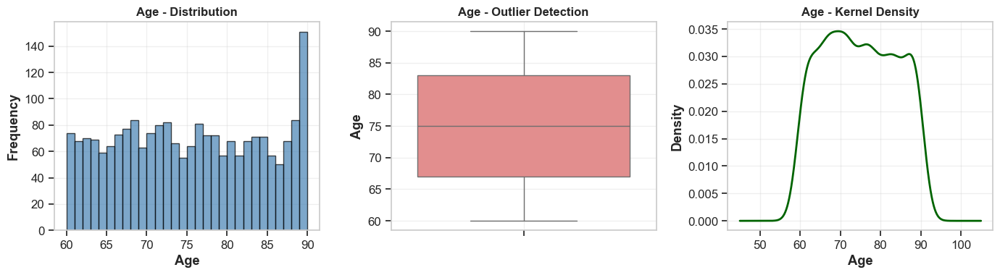 Age - Distribution
140
120
100
80
60
40
20
0
Frequency
60 65 70 75 80 85 90
Age
Age - Outlier Detection
90
85
80
75
70
65
60
Age
Age - Kernel Density
0.035
0.030
0.025
0.020
0.015
0.010
0.005
0.000
Density
50 60 70 80 90 100
Age